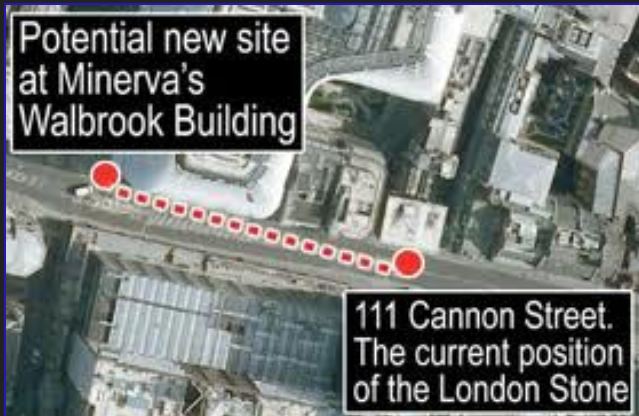 Potential new site
at Minerva's
Walbrook Building
111 Cannon Street.
The current position
of the London Stone